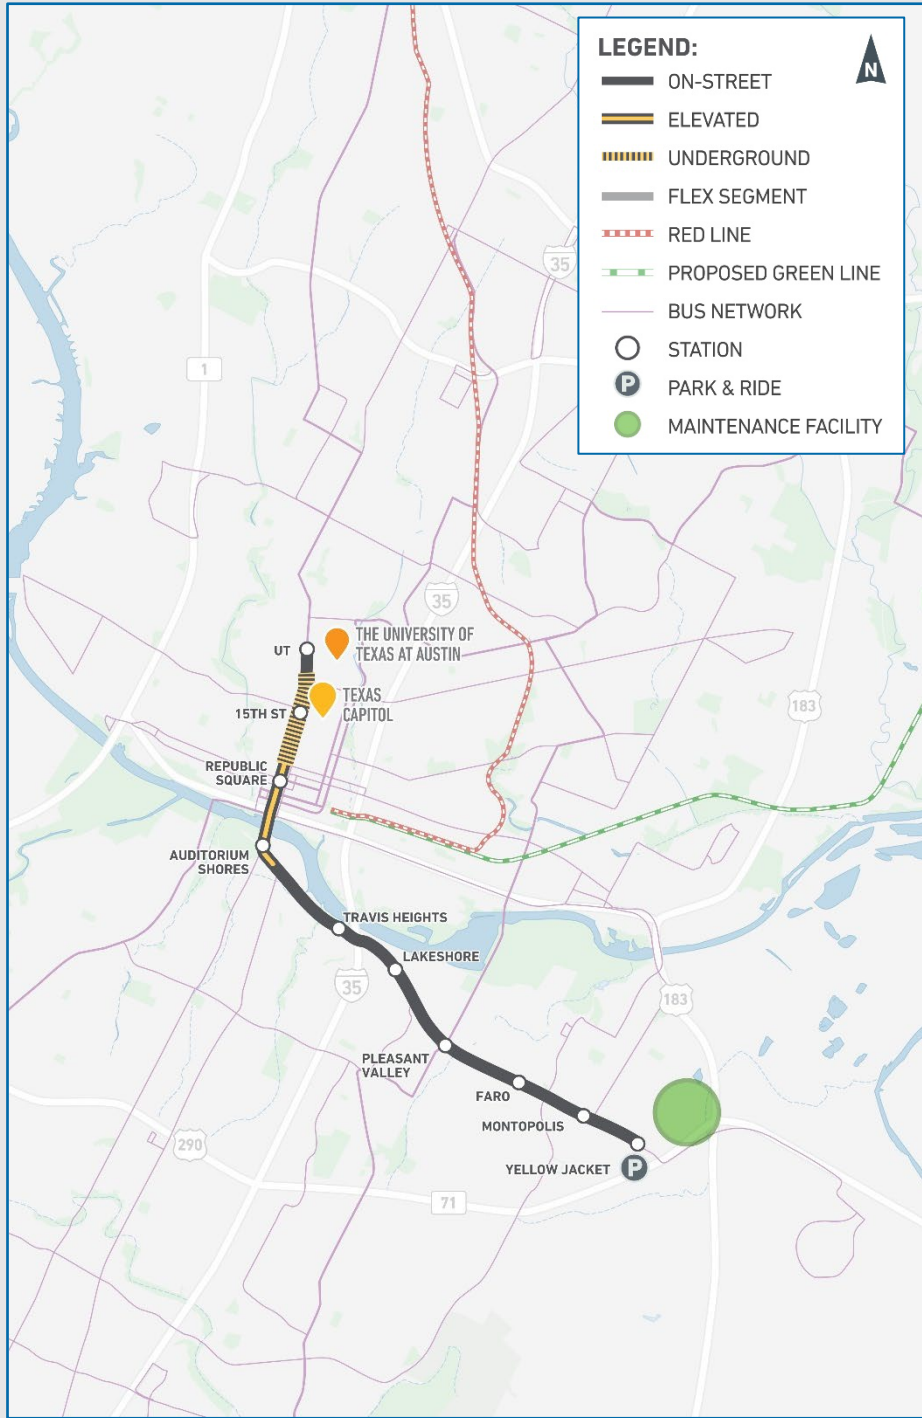 LEGEND:
N
ON-STREET
ELEVATED
UNDERGROUND
FLEX SEGMENT
RED LINE
PROPOSED GREEN LINE
BUS NETWORK
STATION
P
PARK & RIDE
MAINTENANCE FACILITY
35
1
35
UT
THE UNIVERSITY OF
TEXAS AT AUSTIN
TEXAS
CAPITOL
15TH ST
183
REPUBLIC
SQUARE
AUDITORIUM
SHORES
TRAVIS HEIGHTS
LAKESHORE
35
183
PLEASANT
VALLEY
FARO
MONTOPOLIS
290
YELLOW JACKET
P
71